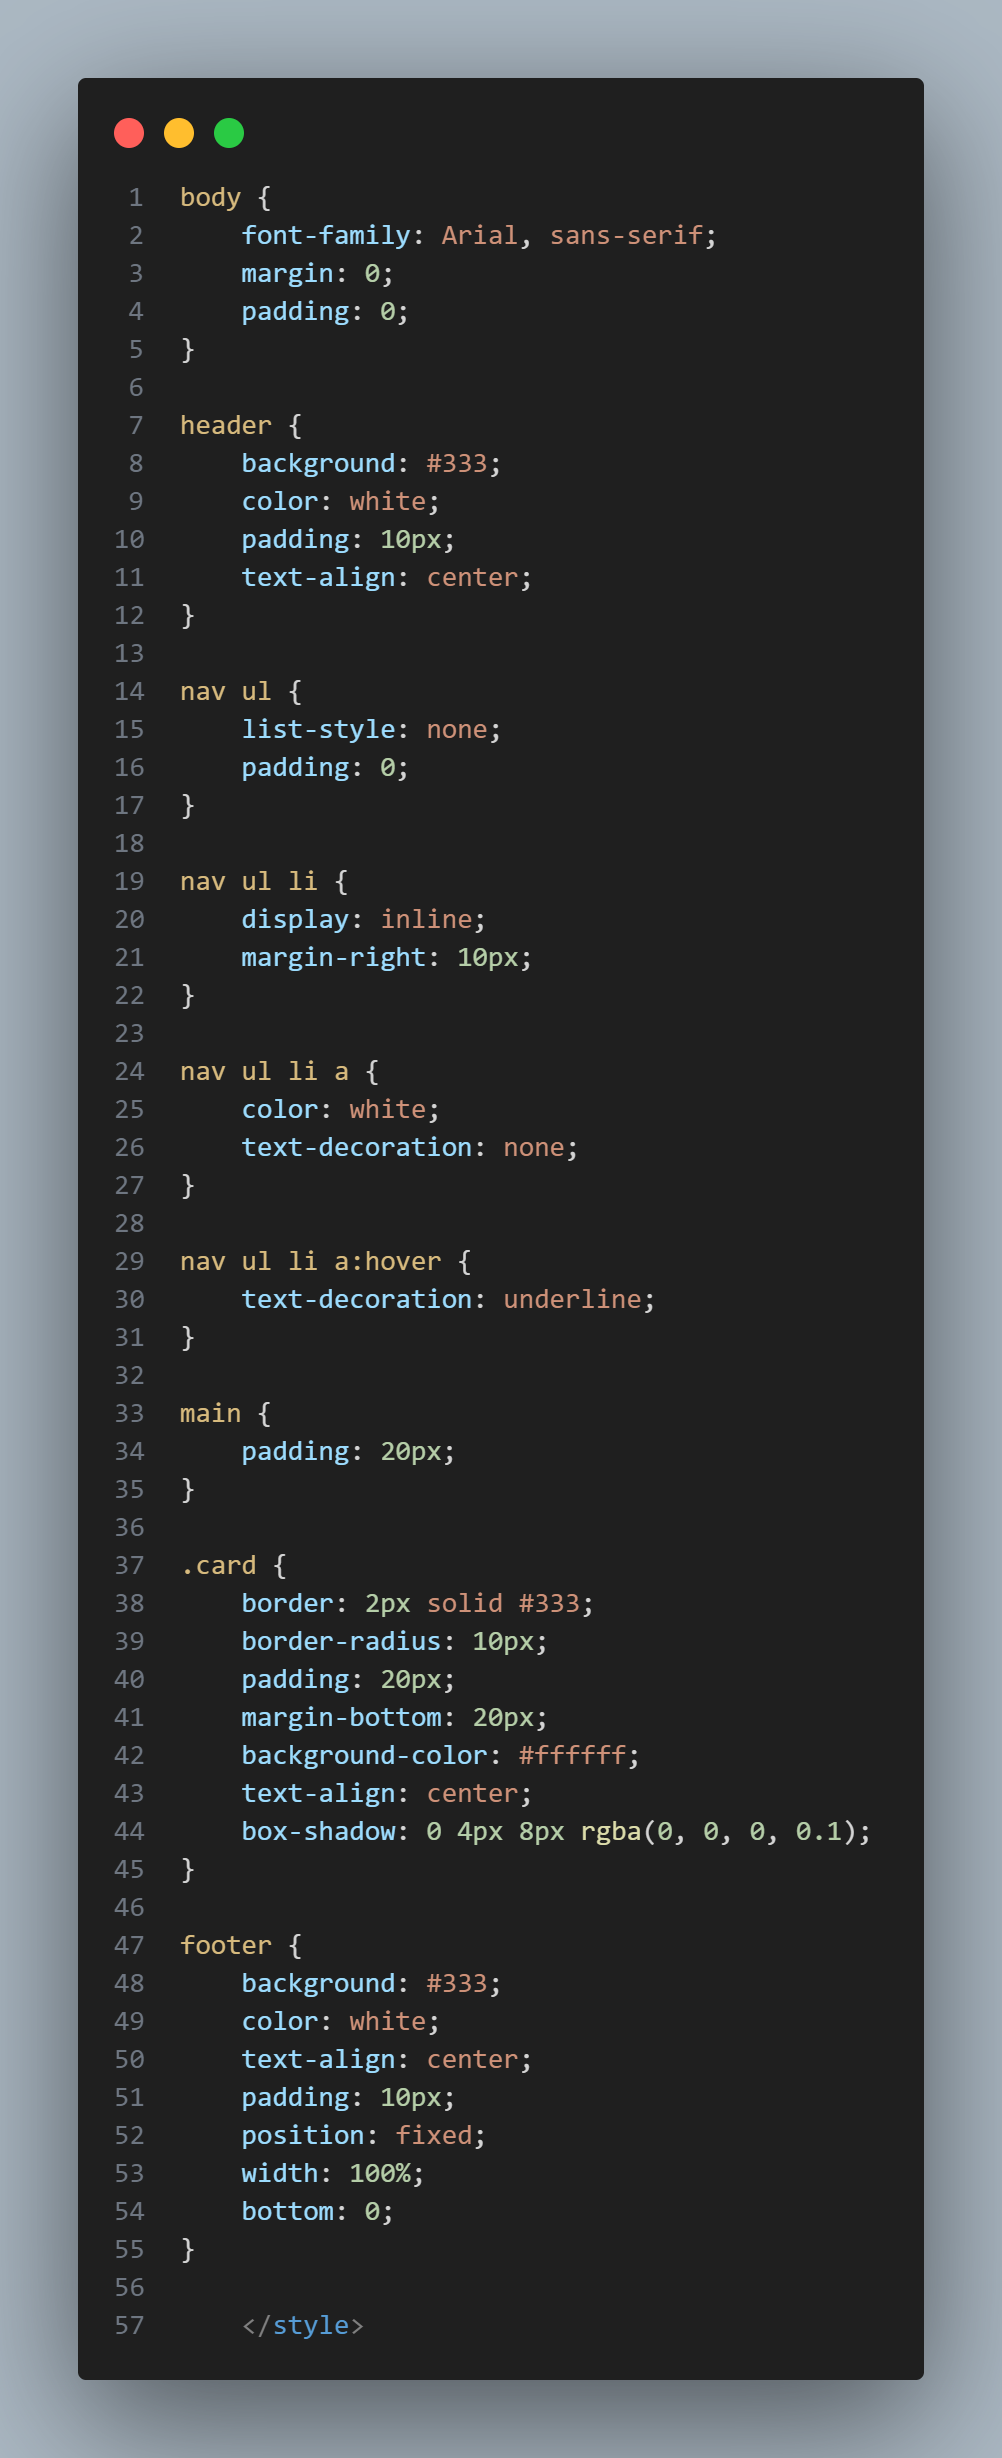 1 body {
2     font-family: Arial, sans-serif;
3     margin: 0;
4     padding: 0;
5 }
6
7 header {
8     background: #333;
9     color: white;
10     padding: 10px;
11     text-align: center;
12 }
13
14 nav ul {
15     list-style: none;
16     padding: 0;
17 }
18
19 nav ul li {
20     display: inline;
21     margin-right: 10px;
22 }
23
24 nav ul li a {
25     color: white;
26     text-decoration: none;
27 }
28
29 nav ul li a:hover {
30     text-decoration: underline;
31 }
32
33 main {
34     padding: 20px;
35 }
36
37 .card {
38     border: 2px solid #333;
39     border-radius: 10px;
40     padding: 20px;
41     margin-bottom: 20px;
42     background-color: #ffffff;
43     text-align: center;
44     box-shadow: 0 4px 8px rgba(0, 0, 0, 0.1);
45 }
46
47 footer {
48     background: #333;
49     color: white;
50     text-align: center;
51     padding: 10px;
52     position: fixed;
53     width: 100%;
54     bottom: 0;
55 }
56
57     </style>